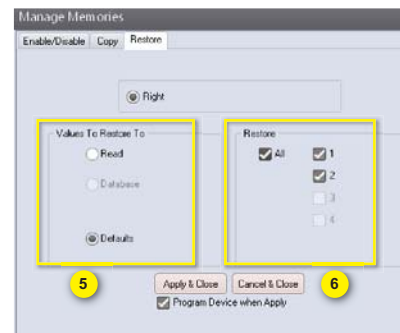 Manage Memories
Enable/Disable Copy Restore
Right
Values To Restore To Restore
Read All 1
Database 2
3
4
Defaults
5 Apply & Close Cancel & Close 6
Program Device when Apply